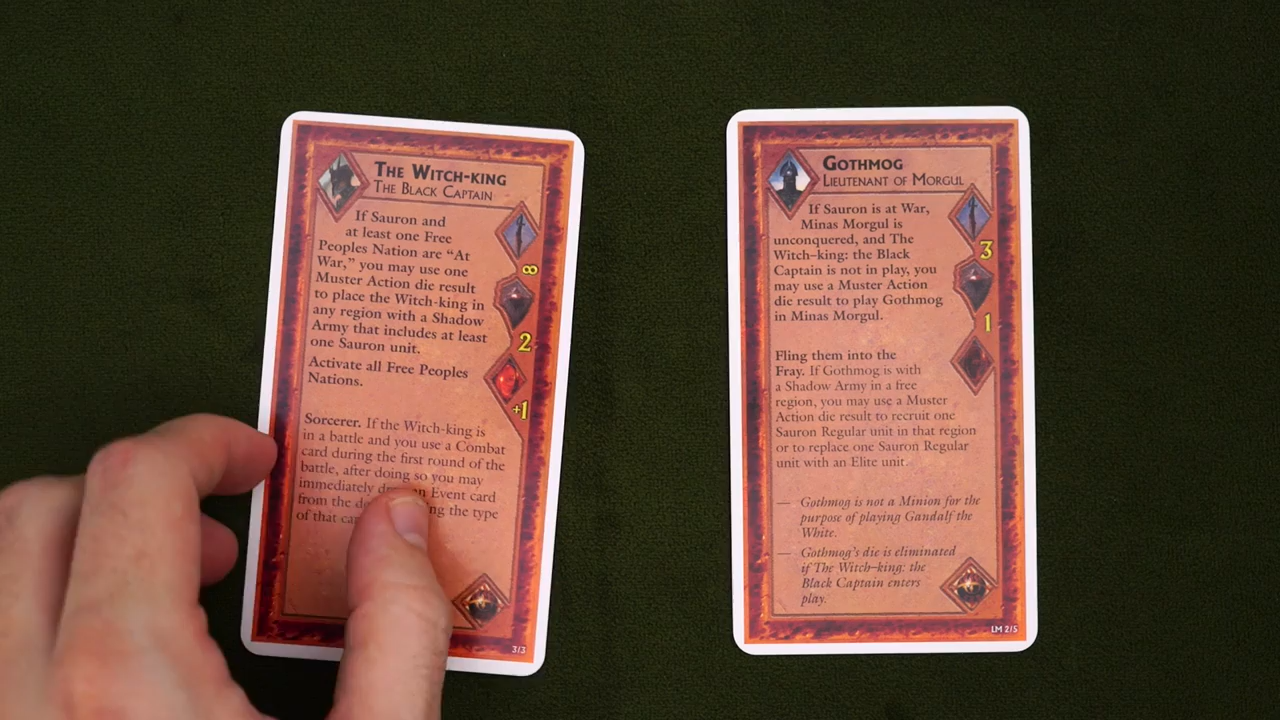 THE WITCH-KING
THE BLACK CAPTAIN
If Sauron and
at least one Free
Peoples Nation are “At
War,” you may use one
Muster Action die result
to place the Witch-king in
any region with a Shadow
Army that includes at least
one Sauron unit.
Activate all Free Peoples
Nations.
∞
2
+1
Sorcerer. If the Witch-king is
in a battle and you use a Combat
card during the first round of the
battle, after doing so you may
immediately an Event card
from the the type
of that
3/3
GOTHMOG
LIEUTENANT OF MORGUL
If Sauron is at War,
Minas Morgul is
unconquered, and The
Witch-king: the Black
Captain is not in play, you
may use a Muster Action
die result to play Gothmog
in Minas Morgul.
3
1
Fling them into the
Fray. If Gothmog is with
a Shadow Army in a free
region, you may use a Muster
Action die result to recruit one
Sauron Regular unit in that region
or to replace one Sauron Regular
unit with an Elite unit.
— Gothmog is not a Minion for the
purpose of playing Gandalf the
White.
— Gothmog's die is eliminated
if The Witch-king: the
Black Captain enters
play.
LM 2/5